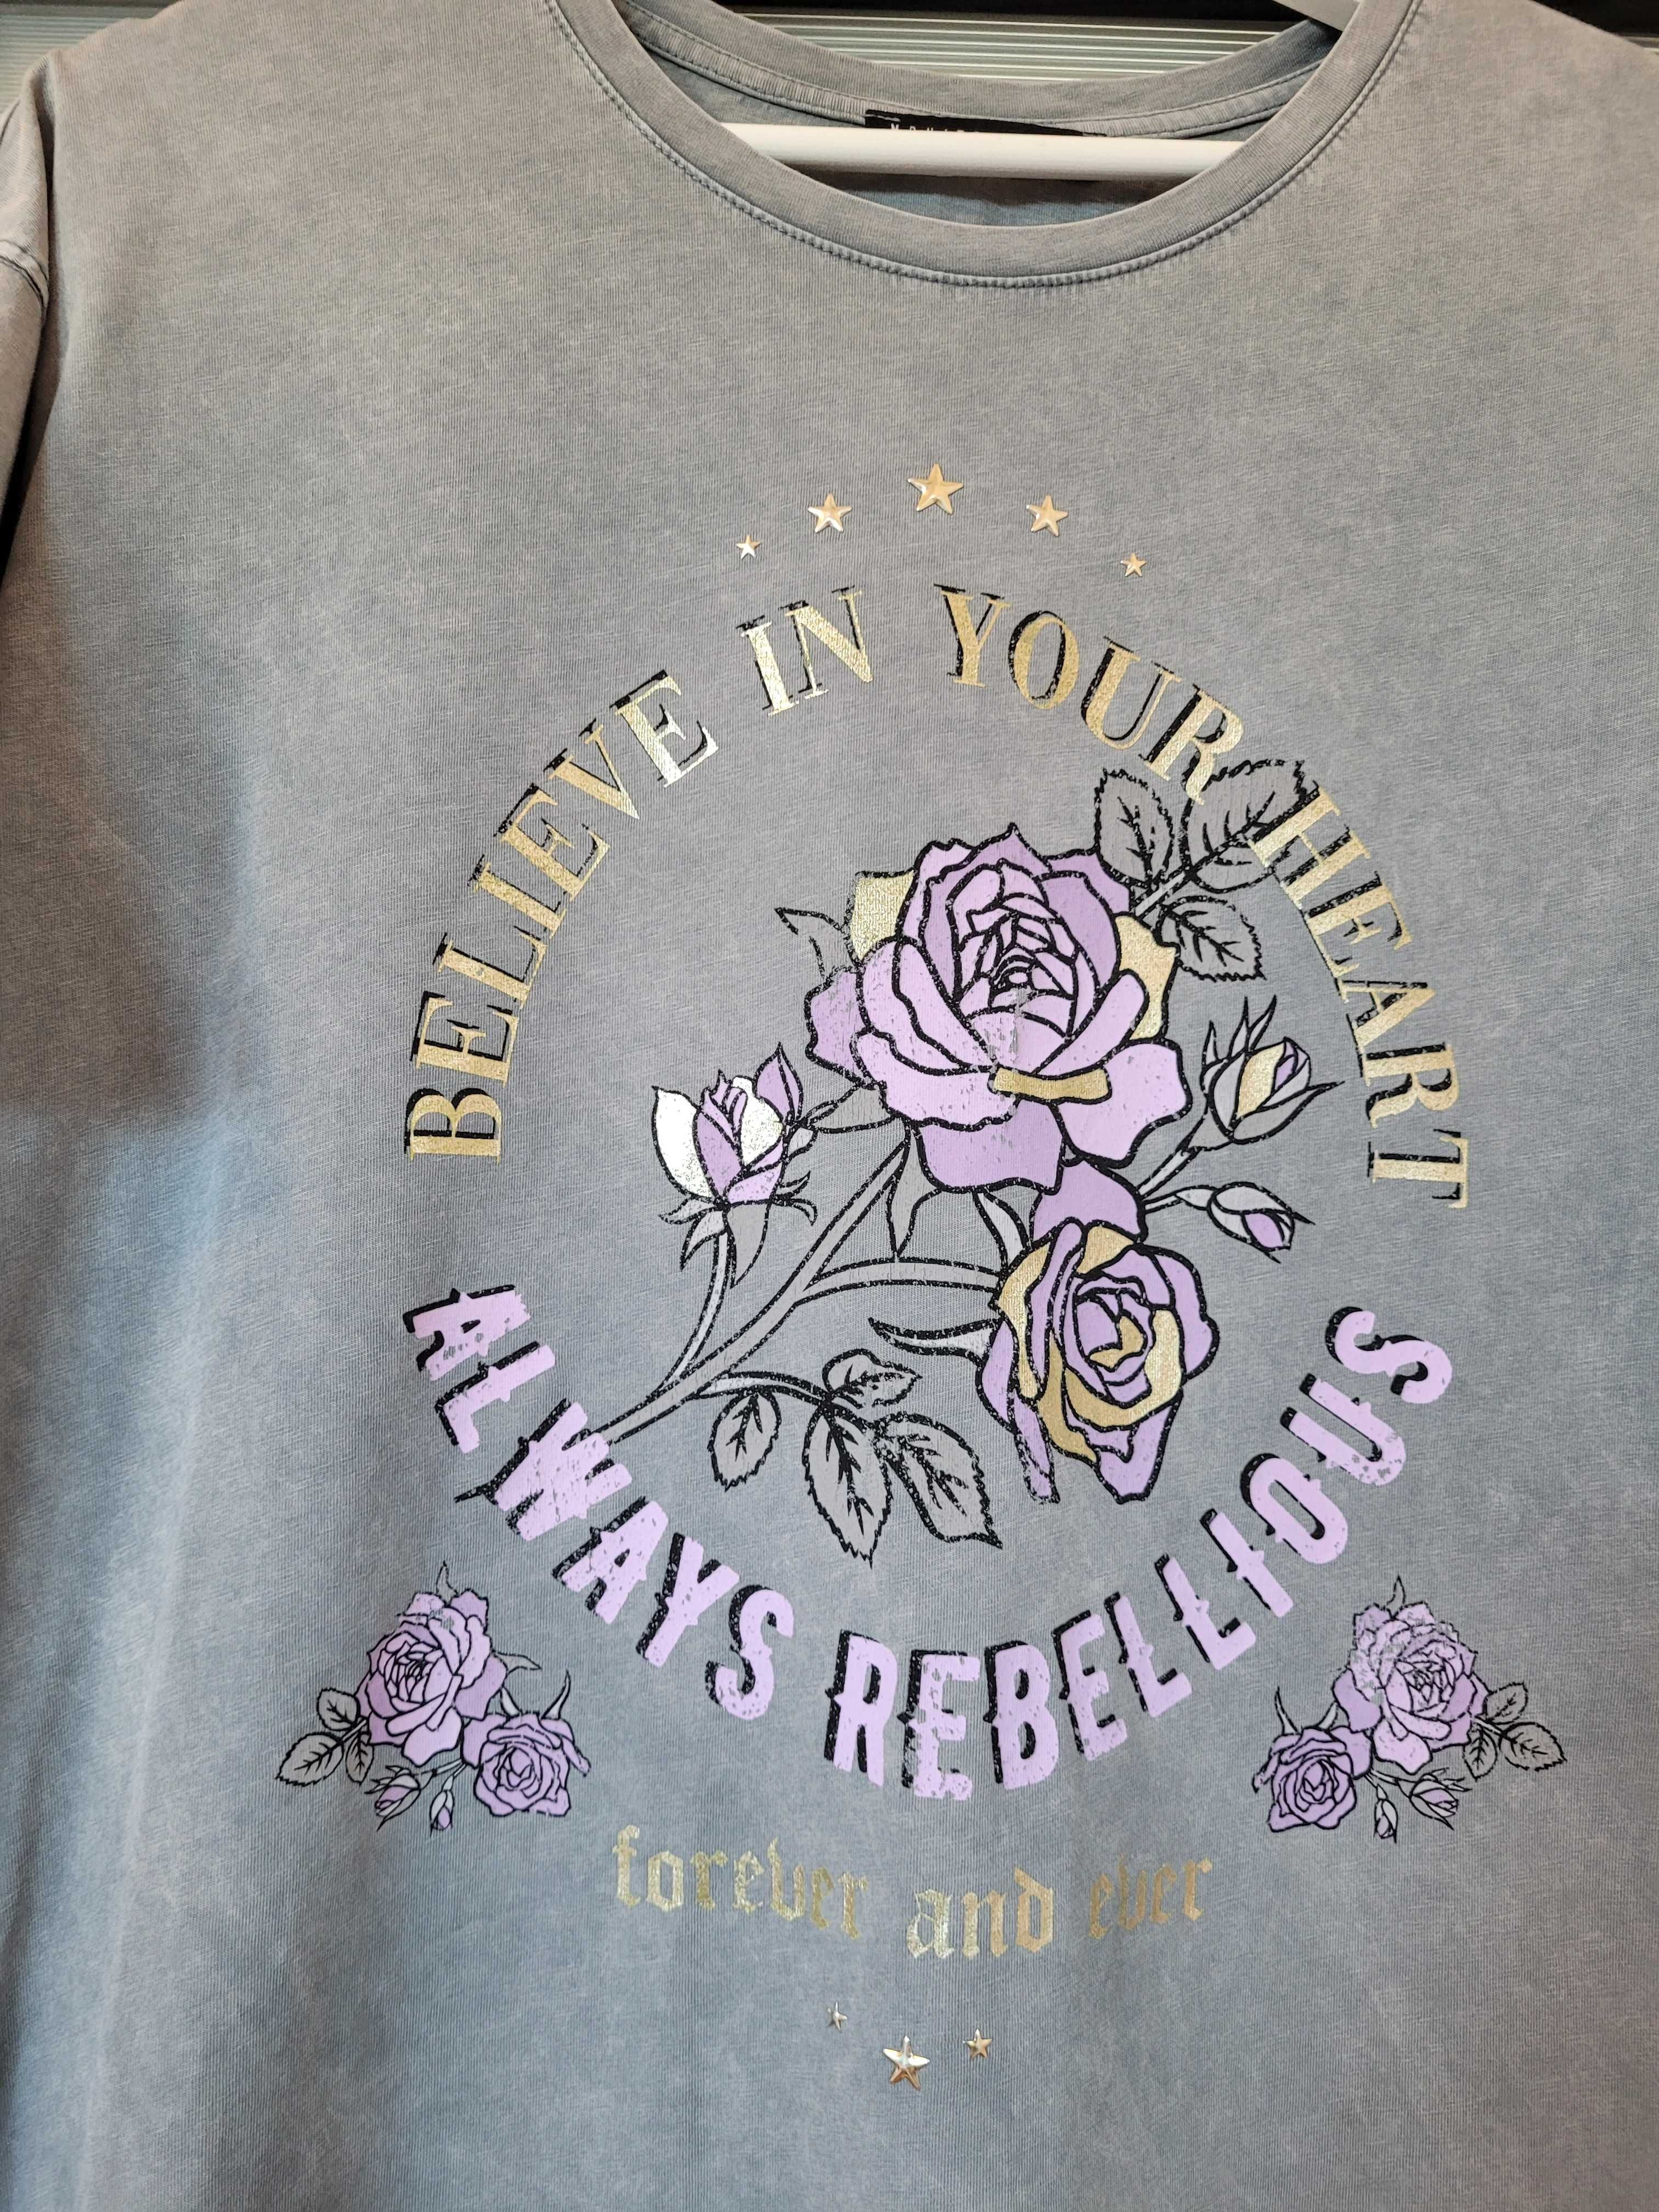 BELIEVE IN YOUR HEART
ALWAYS REBELLIOUS
forever and ever